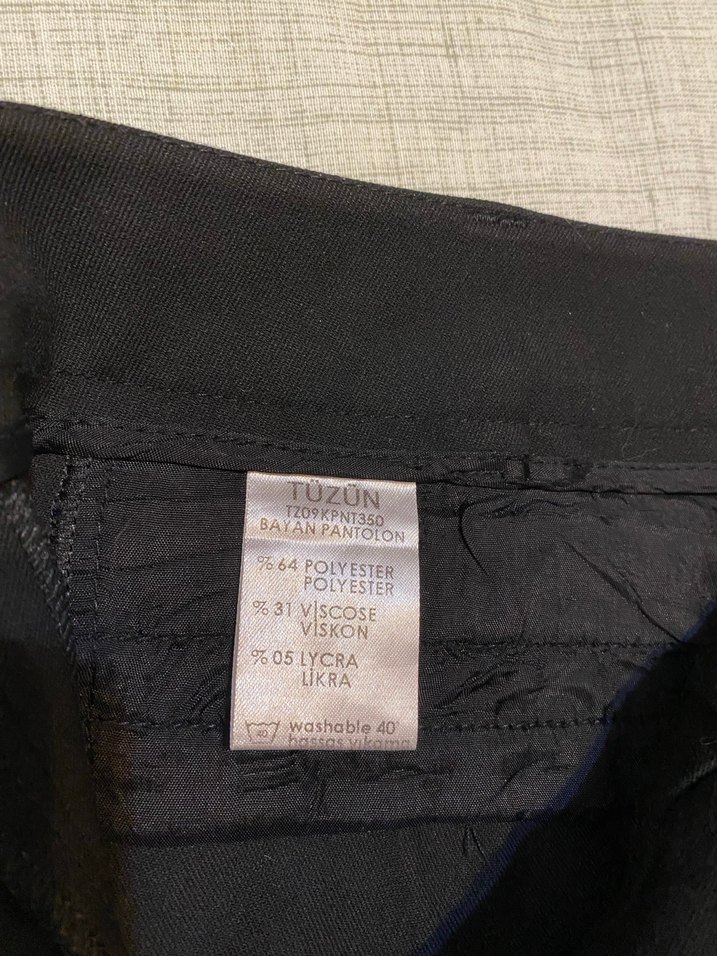 TÜZÜN
TZ09KPNT350
BAYAN PANTOLON
%64 POLYESTER
POLYESTER
%31 VISCOSE
VİSKON
%05 LYCRA
LİKRA
40 washable 40°
hassas yıkama